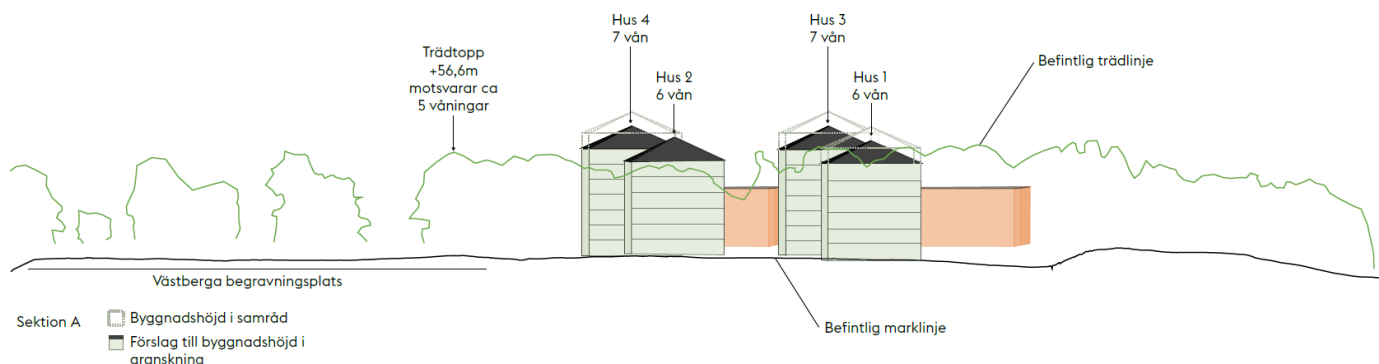 Hus 4
7 vån
Hus 3
7 vån
Trädtopp
+56,6m
motsvarar ca
5 våningar
Hus 2
6 vån
Hus 1
6 vån
Befintlig trädlinje
Västberga begravningsplats
Befintlig marklinje
Sektion A
Byggnadshöjd i samråd
Förslag till byggnadshöjd i
granskning